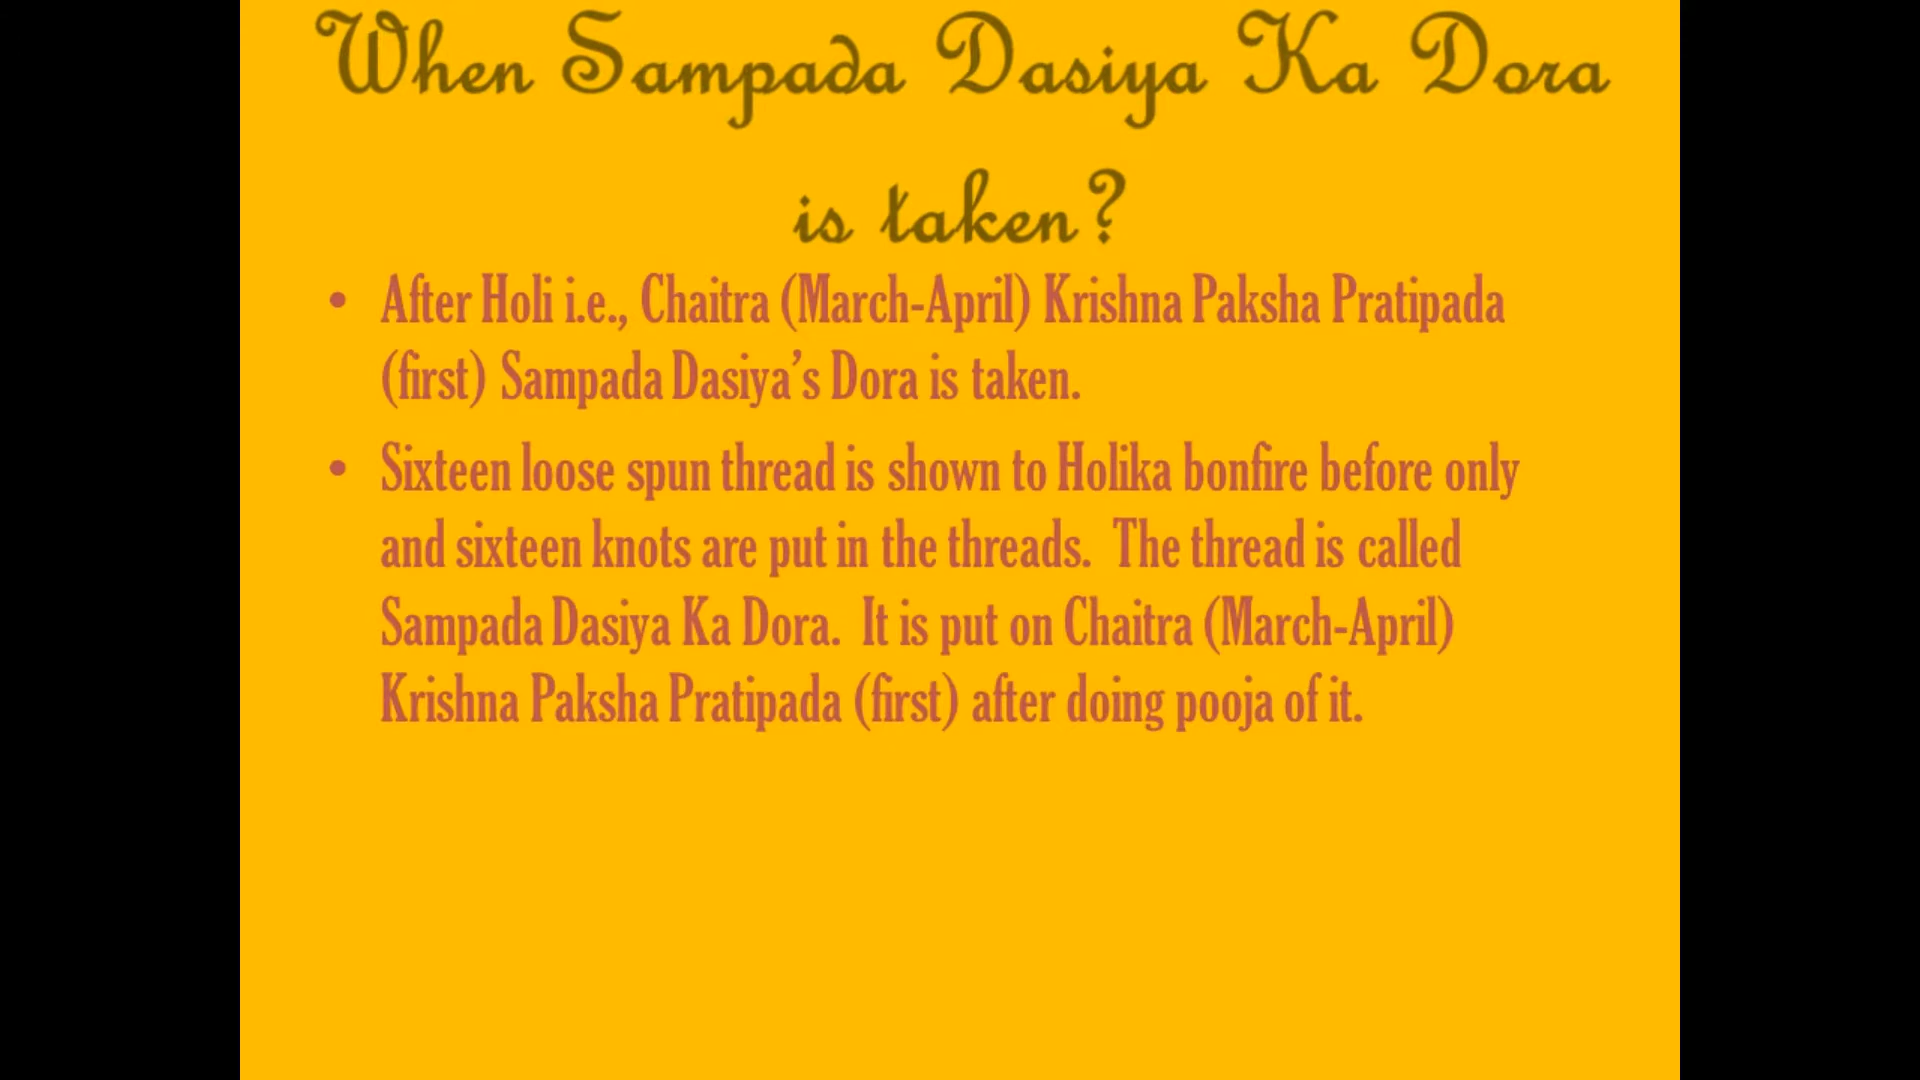 When Sampada Dasiya Ka Dora
is taken?
• After Holi i.e., Chaitra (March-April) Krishna Paksha Pratipada
(first) Sampada Dasiya’s Dora is taken.
• Sixteen loose spun thread is shown to Holika bonfire before only
and sixteen knots are put in the threads. The thread is called
Sampada Dasiya Ka Dora. It is put on Chaitra (March-April)
Krishna Paksha Pratipada (first) after doing pooja of it.